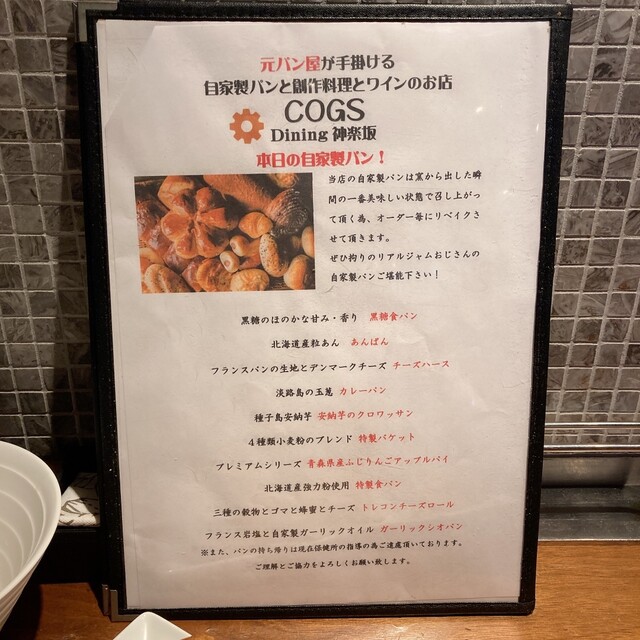 元パン屋が手掛ける
自家製パンと創作料理とワインのお店
COGS
Dining 神楽坂
本日の自家製パン！
当店の自家製パンは窯から出した瞬
間の一番美味しい状態で召し上がっ
て頂く為、オーダー毎にリベイクさ
せて頂きます。
ぜひ拘りのリアルジャムおじさんの
自家製パンご堪能下さい！
黒糖のほのかな甘み・香り 黒糖食パン
北海道産粒あん あんぱん
フランスパンの生地とデンマークチーズ チーズハース
淡路島の玉葱 カレーパン
種子島安納芋 安納芋のクロワッサン
４種類小麦粉のブレンド 特製バケット
プレミアムシリーズ 青森県産ふじりんごアップルパイ
北海道産強力粉使用 特製食パン
三種の穀物とゴマと蜂蜜とチーズ トレコンチーズロール
フランス岩塩と自家製ガーリックオイル ガーリックシオパン
※また、パンの持ち帰りは現在保健所の指導の為ご遠慮頂いております。
ご理解とご協力をよろしくお願い致します。